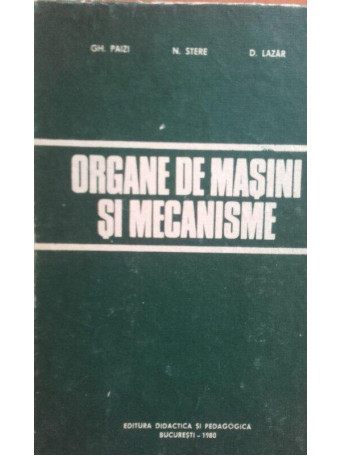 GH. PAIZI N. STERE D. LAZĂR
ORGANE DE MAȘINI
ȘI MECANISME
EDITURA DIDACTICA ȘI PEDAGOGICA
BUCUREȘTI-1980